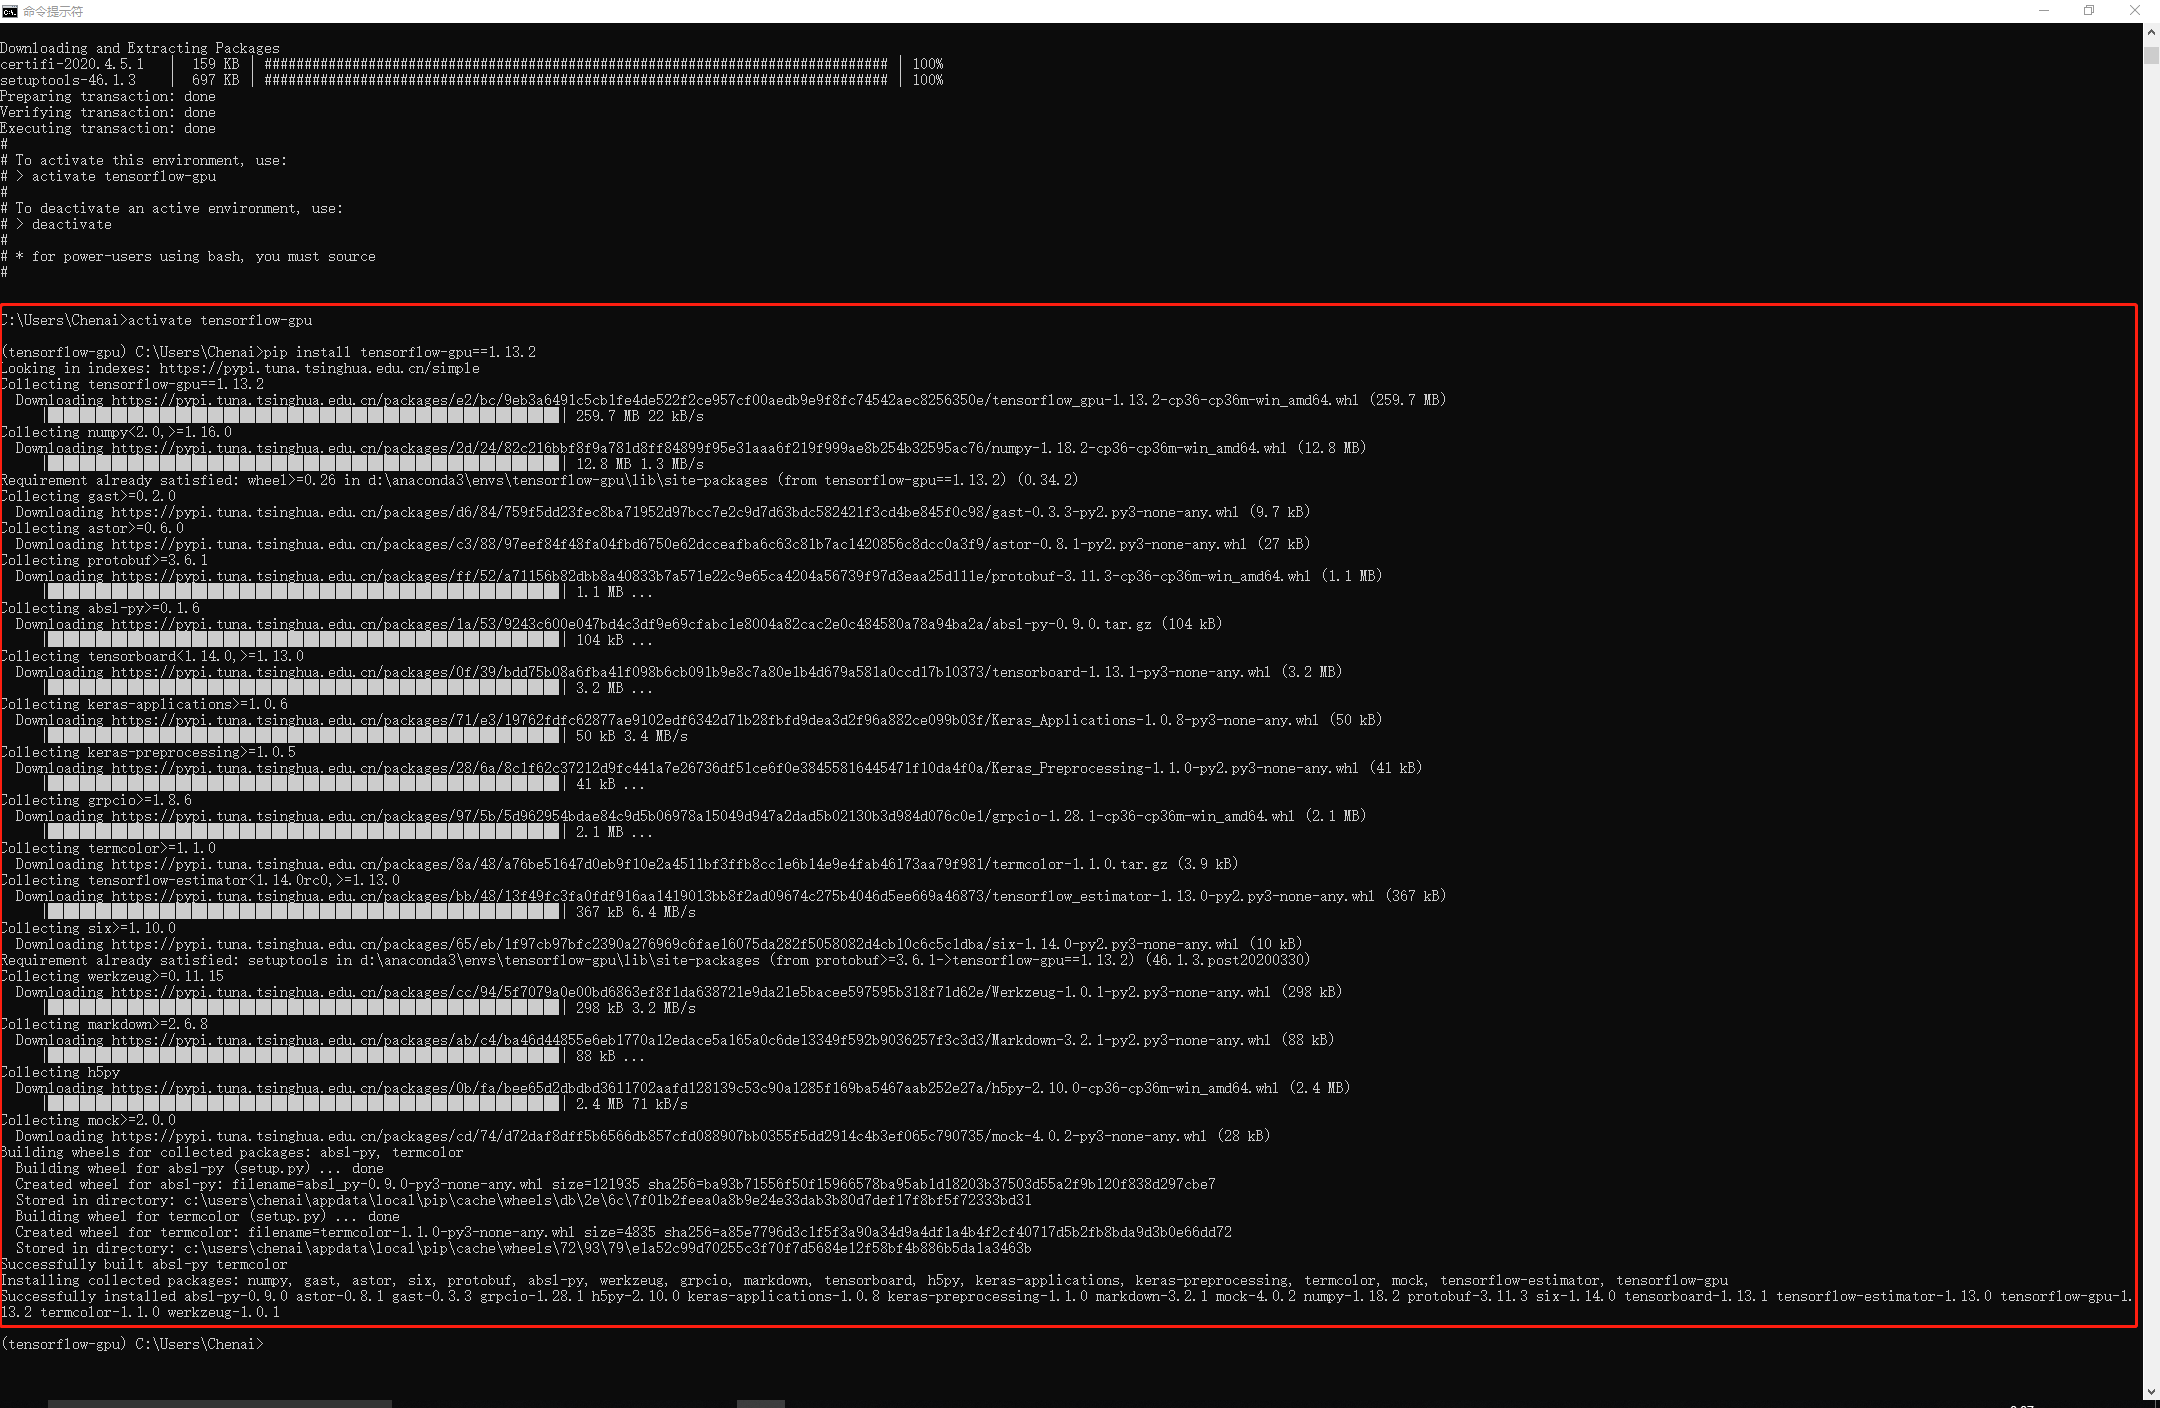 命令提示符
Downloading and Extracting Packages
certifi-2020.4.5.1 | 159 KB | ############################################################################## | 100%
setuptools-46.1.3 | 697 KB | ############################################################################## | 100%
Preparing transaction: done
Verifying transaction: done
Executing transaction: done
#
# To activate this environment, use:
# > activate tensorflow-gpu
#
# To deactivate an active environment, use:
# > deactivate
#
# * for power-users using bash, you must source
#
C:\Users\Chenai>activate tensorflow-gpu
(tensorflow-gpu) C:\Users\Chenai>pip install tensorflow-gpu==1.13.2
Looking in indexes: https://pypi.tuna.tsinghua.edu.cn/simple
Collecting tensorflow-gpu==1.13.2
Downloading https://pypi.tuna.tsinghua.edu.cn/packages/e2/bc/9eb3a6491c5cb1fe4de522f2ce957cf00aedb9e9f8fc74542aec8256350e/tensorflow_gpu-1.13.2-cp36-cp36m-win_amd64.whl (259.7 MB)
| 259.7 MB 22 kB/s
Collecting numpy<2.0,>=1.16.0
Downloading https://pypi.tuna.tsinghua.edu.cn/packages/2d/24/82c216bbf8f9a781d8ff84899f95e31aaa6f219f999ae8b254b32595ac76/numpy-1.18.2-cp36-cp36m-win_amd64.whl (12.8 MB)
| 12.8 MB 1.3 MB/s
Requirement already satisfied: wheel>=0.26 in d:\anaconda3\envs\tensorflow-gpu\lib\site-packages (from tensorflow-gpu==1.13.2) (0.34.2)
Collecting gast>=0.2.0
Downloading https://pypi.tuna.tsinghua.edu.cn/packages/d6/84/759f5dd23fec8ba71952d97bcc7e2c9d7d63bdc582421f3cd4be845f0c98/gast-0.3.3-py2.py3-none-any.whl (9.7 kB)
Collecting astor>=0.6.0
Downloading https://pypi.tuna.tsinghua.edu.cn/packages/c3/88/97eef84f48fa04fbd6750e62dcceafba6c63c81b7ac1420856c8dcc0a3f9/astor-0.8.1-py2.py3-none-any.whl (27 kB)
Collecting protobuf>=3.6.1
Downloading https://pypi.tuna.tsinghua.edu.cn/packages/ff/52/a71156b82dbb8a40833b7a571e22c9e65ca4204a56739f97d3eaa25d111e/protobuf-3.11.3-cp36-cp36m-win_amd64.whl (1.1 MB)
| 1.1 MB ...
Collecting absl-py>=0.1.6
Downloading https://pypi.tuna.tsinghua.edu.cn/packages/1a/53/9243c600e047bd4c3df9e69cfabc1e8004a82cac2e0c484580a78a94ba2a/absl-py-0.9.0.tar.gz (104 kB)
| 104 kB ...
Collecting tensorboard<1.14.0,>=1.13.0
Downloading https://pypi.tuna.tsinghua.edu.cn/packages/0f/39/bdd75b08a6fba41f098b6cb091b9e8c7a80e1b4d679a581a0ccd17b10373/tensorboard-1.13.1-py3-none-any.whl (3.2 MB)
| 3.2 MB ...
Collecting keras-applications>=1.0.6
Downloading https://pypi.tuna.tsinghua.edu.cn/packages/71/e3/19762fdfc62877ae9102edf6342d71b28fbfd9dea3d2f96a882ce099b03f/Keras_Applications-1.0.8-py3-none-any.whl (50 kB)
| 50 kB 3.4 MB/s
Collecting keras-preprocessing>=1.0.5
Downloading https://pypi.tuna.tsinghua.edu.cn/packages/28/6a/8c1f62c37212d9fc441a7e26736df51ce6f0e38455816445471f10da4f0a/Keras_Preprocessing-1.1.0-py2.py3-none-any.whl (41 kB)
| 41 kB ...
Collecting grpcio>=1.8.6
Downloading https://pypi.tuna.tsinghua.edu.cn/packages/97/5b/5d962954bdae84c9d5b06978a15049d947a2dad5b02130b3d984d076c0e1/grpcio-1.28.1-cp36-cp36m-win_amd64.whl (2.1 MB)
| 2.1 MB ...
Collecting termcolor>=1.1.0
Downloading https://pypi.tuna.tsinghua.edu.cn/packages/8a/48/a76be51647d0eb9f10e2a4511bf3ffb8cc1e6b14e9e4fab46173aa79f981/termcolor-1.1.0.tar.gz (3.9 kB)
Collecting tensorflow-estimator<1.14.0rc0,>=1.13.0
Downloading https://pypi.tuna.tsinghua.edu.cn/packages/bb/48/13f49fc3fa0fdf916aa1419013bb8f2ad09674c275b4046d5ee669a46873/tensorflow_estimator-1.13.0-py2.py3-none-any.whl (367 kB)
| 367 kB 6.4 MB/s
Collecting six>=1.10.0
Downloading https://pypi.tuna.tsinghua.edu.cn/packages/65/eb/1f97cb97bfc2390a276969c6fae16075da282f5058082d4cb10c6c5c1dba/six-1.14.0-py2.py3-none-any.whl (10 kB)
Requirement already satisfied: setuptools in d:\anaconda3\envs\tensorflow-gpu\lib\site-packages (from protobuf>=3.6.1->tensorflow-gpu==1.13.2) (46.1.3.post20200330)
Collecting werkzeug>=0.11.15
Downloading https://pypi.tuna.tsinghua.edu.cn/packages/cc/94/5f7079a0e00bd6863ef8f1da638721e9da21e5bacee597595b318f71d62e/Werkzeug-1.0.1-py2.py3-none-any.whl (298 kB)
| 298 kB 3.2 MB/s
Collecting markdown>=2.6.8
Downloading https://pypi.tuna.tsinghua.edu.cn/packages/ab/c4/ba46d44855e6eb1770a12edace5a165a0c6de13349f592b9036257f3c3d3/Markdown-3.2.1-py2.py3-none-any.whl (88 kB)
| 88 kB ...
Collecting h5py
Downloading https://pypi.tuna.tsinghua.edu.cn/packages/0b/fa/bee65d2dbdbd3611702aafd128139c53c90a1285f169ba5467aab252e27a/h5py-2.10.0-cp36-cp36m-win_amd64.whl (2.4 MB)
| 2.4 MB 71 kB/s
Collecting mock>=2.0.0
Downloading https://pypi.tuna.tsinghua.edu.cn/packages/cd/74/d72daf8dff5b6566db857cfd088907bb0355f5dd2914c4b3ef065c790735/mock-4.0.2-py3-none-any.whl (28 kB)
Building wheels for collected packages: absl-py, termcolor
Building wheel for absl-py (setup.py) ... done
Created wheel for absl-py: filename=absl_py-0.9.0-py3-none-any.whl size=121935 sha256=ba93b71556f50f15966578ba95ab1d18203b37503d55a2f9b120f838d297cbe7
Stored in directory: c:\users\chenai\appdata\local\pip\cache\wheels\db\2e\6c\7f01b2feea0a8b9e24e33dab3b80d7def17f8bf5f72333bd31
Building wheel for termcolor (setup.py) ... done
Created wheel for termcolor: filename=termcolor-1.1.0-py3-none-any.whl size=4835 sha256=a85e7796d3c1f5f3a90a34d9a4df1a4b4f2cf40717d5b2fb8bda9d3b0e66dd72
Stored in directory: c:\users\chenai\appdata\local\pip\cache\wheels\72\93\79\e1a52c99d70255c3f70f7d5684e12f58bf4b886b5da1a3463b
Successfully built absl-py termcolor
Installing collected packages: numpy, gast, astor, six, protobuf, absl-py, werkzeug, grpcio, markdown, tensorboard, h5py, keras-applications, keras-preprocessing, termcolor, mock, tensorflow-estimator, tensorflow-gpu
Successfully installed absl-py-0.9.0 astor-0.8.1 gast-0.3.3 grpcio-1.28.1 h5py-2.10.0 keras-applications-1.0.8 keras-preprocessing-1.1.0 markdown-3.2.1 mock-4.0.2 numpy-1.18.2 protobuf-3.11.3 six-1.14.0 tensorboard-1.13.1 tensorflow-estimator-1.13.0 tensorflow-gpu-1.
13.2 termcolor-1.1.0 werkzeug-1.0.1
(tensorflow-gpu) C:\Users\Chenai>